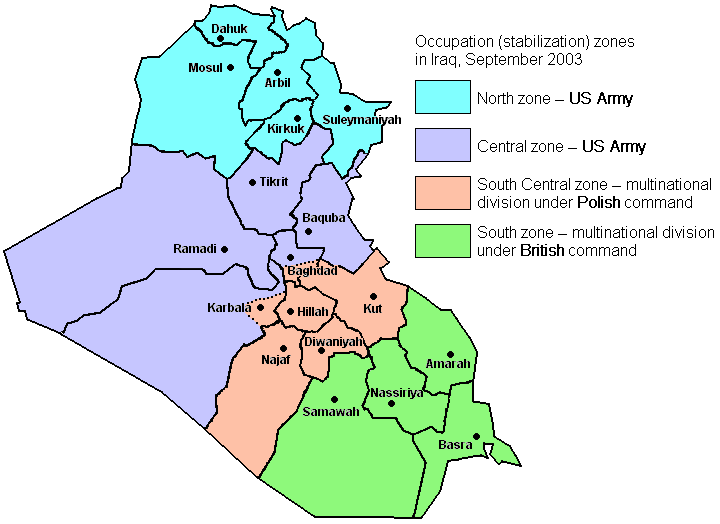 Dahuk
Mosul
Arbil
Kirkuk
Suleymaniyah
Tikrit
Baquba
Ramadi
Baghdad
Karbala
Hillah
Kut
Diwaniyah
Najaf
Amarah
Nassiriya
Samawah
Basra
Occupation (stabilization) zones
in Iraq, September 2003
North zone – US Army
Central zone – US Army
South Central zone – multinational
division under Polish command
South zone – multinational division
under British command